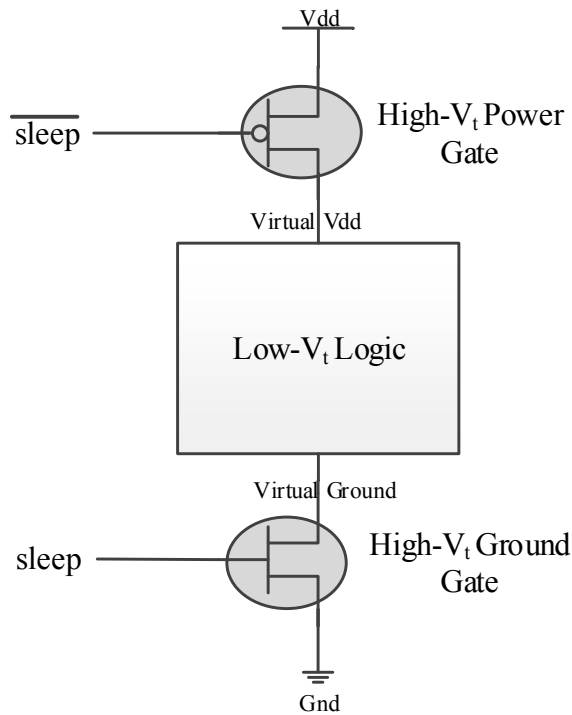 Vdd
sleep
High-Vt Power
Gate
Virtual Vdd
Low-Vt Logic
Virtual Ground
sleep
High-Vt Ground
Gate
Gnd